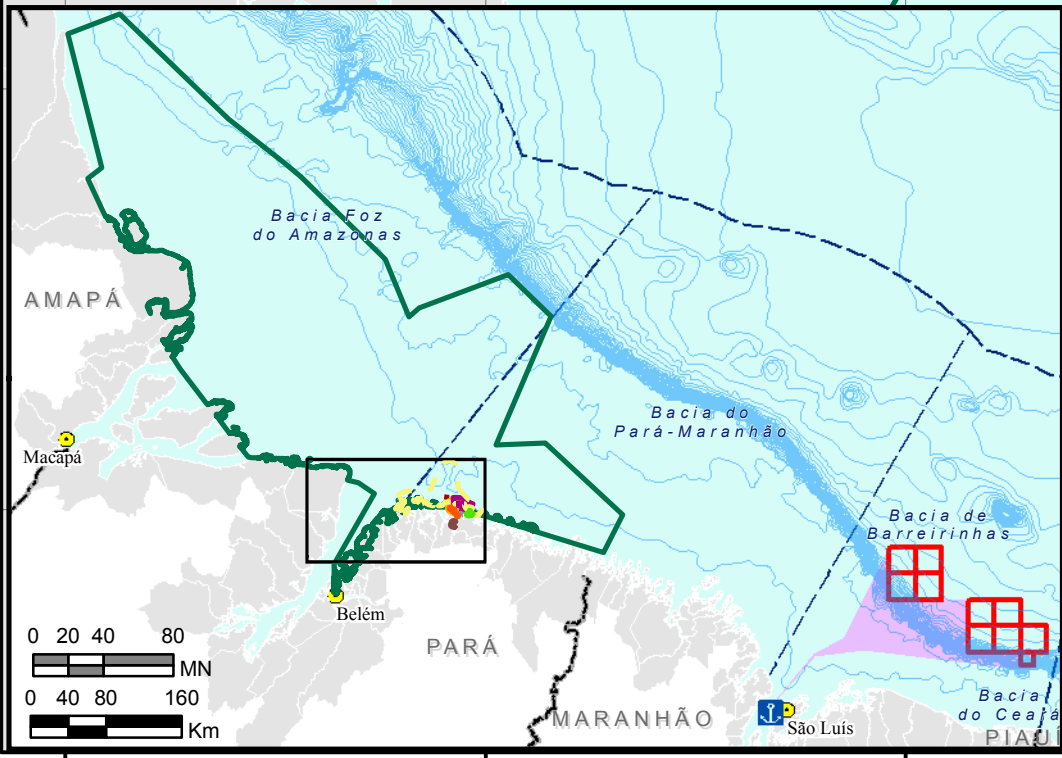 Bacia Foz
do Amazonas
AMAPÁ
Bacia do
Pará-Maranhão
Macapá
Bacia de
Barreirinhas
Belém
0 20 40 80
MN
0 40 80 160
Km
PARÁ
Bacia
do Ceará
MARANHÃO
São Luís
PIAUÍ